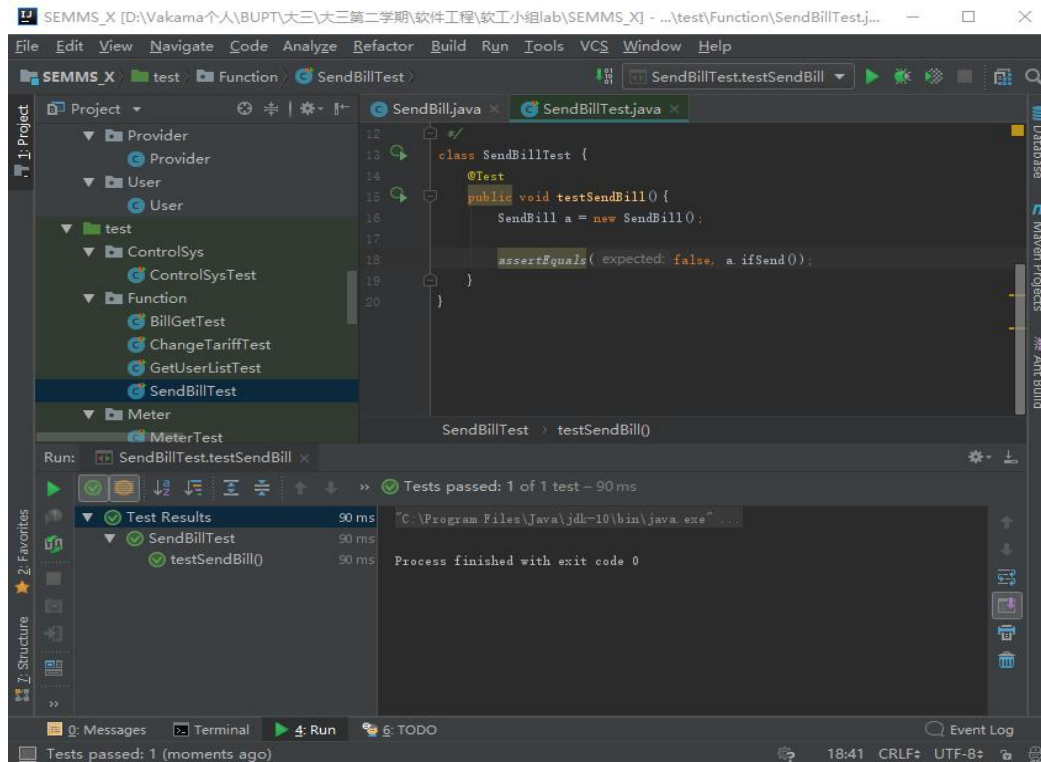 SEMMS_X [D:\Vakama个人\BUPT\大三\大三第二学期\软件工程\软工小组lab\SEMMS_X] - ...\test\Function\SendBillTest.j...
File Edit View Navigate Code Analyze Refactor Build Run Tools VCS Window Help
SEMMS_X test Function SendBillTest
SendBillTest.testSendBill
1: Project
Project
SendBill.java
SendBillTest.java
Provider
Provider
User
User
test
ControlSys
ControlSysTest
Function
BillGetTest
ChangeTariffTest
GetUserListTest
SendBillTest
Meter
MeterTest
12 */
13 class SendBillTest {
14 @Test
15 public void testSendBill() {
16 SendBill a = new SendBill();
17
18 assertEquals( expected: false, a.ifSend());
19 }
20 }
SendBillTest > testSendBill()
Database
Maven Projects
Ant Build
Run: SendBillTest.testSendBill
>> Tests passed: 1 of 1 test – 90 ms
Test Results 90 ms
SendBillTest 90 ms
testSendBill() 90 ms
"C:\Program Files\Java\jdk-10\bin\java.exe" ...
Process finished with exit code 0
2: Favorites
7: Structure
>>
0: Messages Terminal 4: Run 6: TODO Event Log
Tests passed: 1 (moments ago) 18:41 CRLF UTF-8